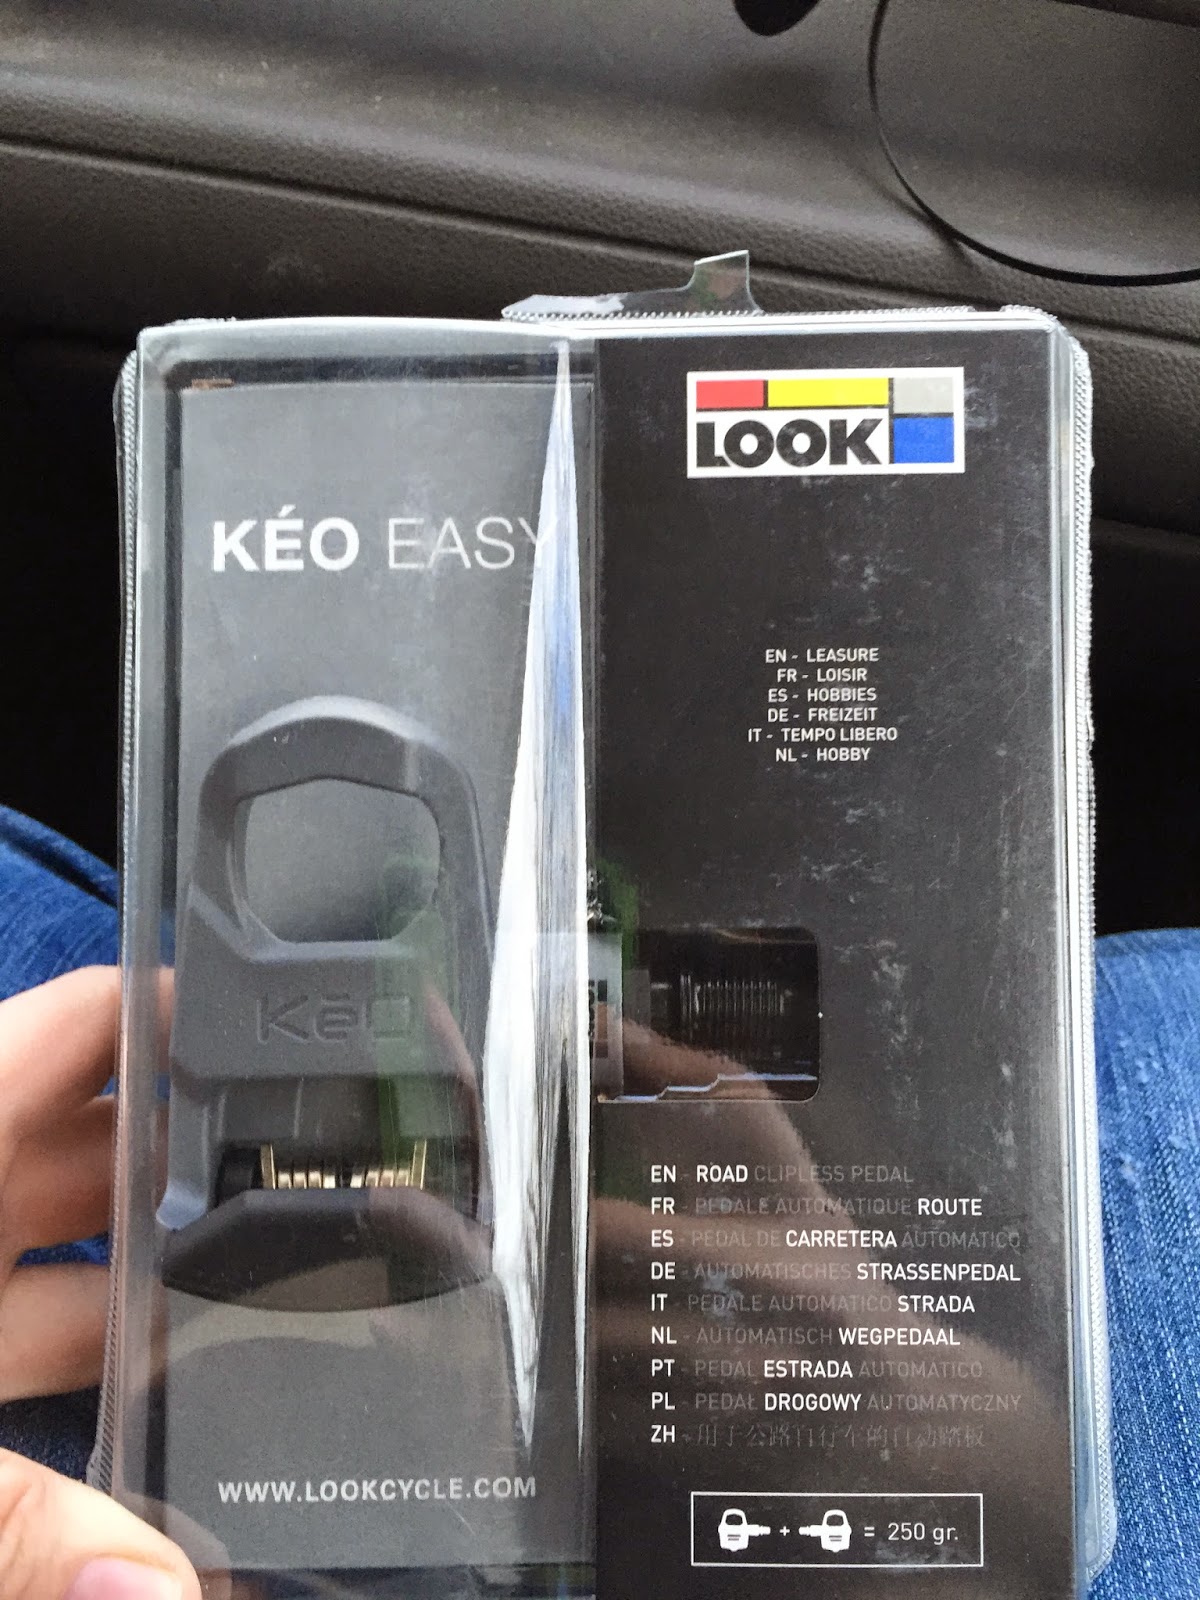 LOOK
KÉO EASY
EN - LEASURE
FR - LOISIR
ES - HOBBIES
DE - FREIZEIT
IT - TEMPO LIBERO
NL - HOBBY
KéO
EN - ROAD CLIPLESS PEDAL
FR - PEDALE AUTOMATIQUE ROUTE
ES - PEDAL DE CARRETERA AUTOMATICO
DE - AUTOMATISCHES STRASSENPEDAL
IT - PEDALE AUTOMATICO STRADA
NL - AUTOMATISCH WEGPEDAAL
PT - PEDAL ESTRADA AUTOMÁTICO
PL - PEDAŁ DROGOWY AUTOMATYCZNY
ZH - 用于公路自行车的自动踏板
WWW.LOOKCYCLE.COM
+ = 250 gr.